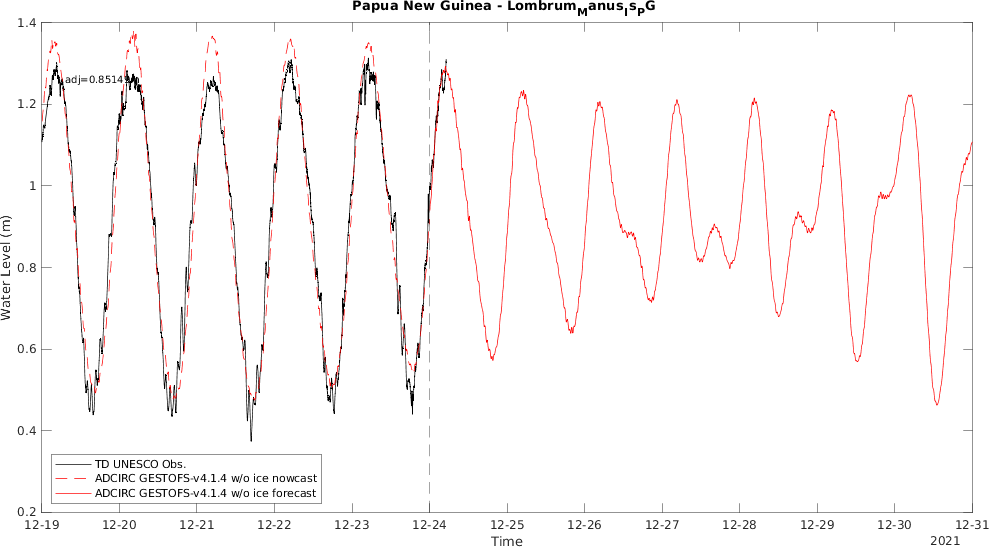 Papua New Guinea - LombrumManusIsPG
1.4
1.2
1
0.8
0.6
0.4
0.2
Water Level (m)
adj=0.8514
TD UNESCO Obs.
ADCIRC GESTOFS-v4.1.4 w/o ice nowcast
ADCIRC GESTOFS-v4.1.4 w/o ice forecast
12-19 12-20 12-21 12-22 12-23 12-24 12-25 12-26 12-27 12-28 12-29 12-30 12-31
Time
2021